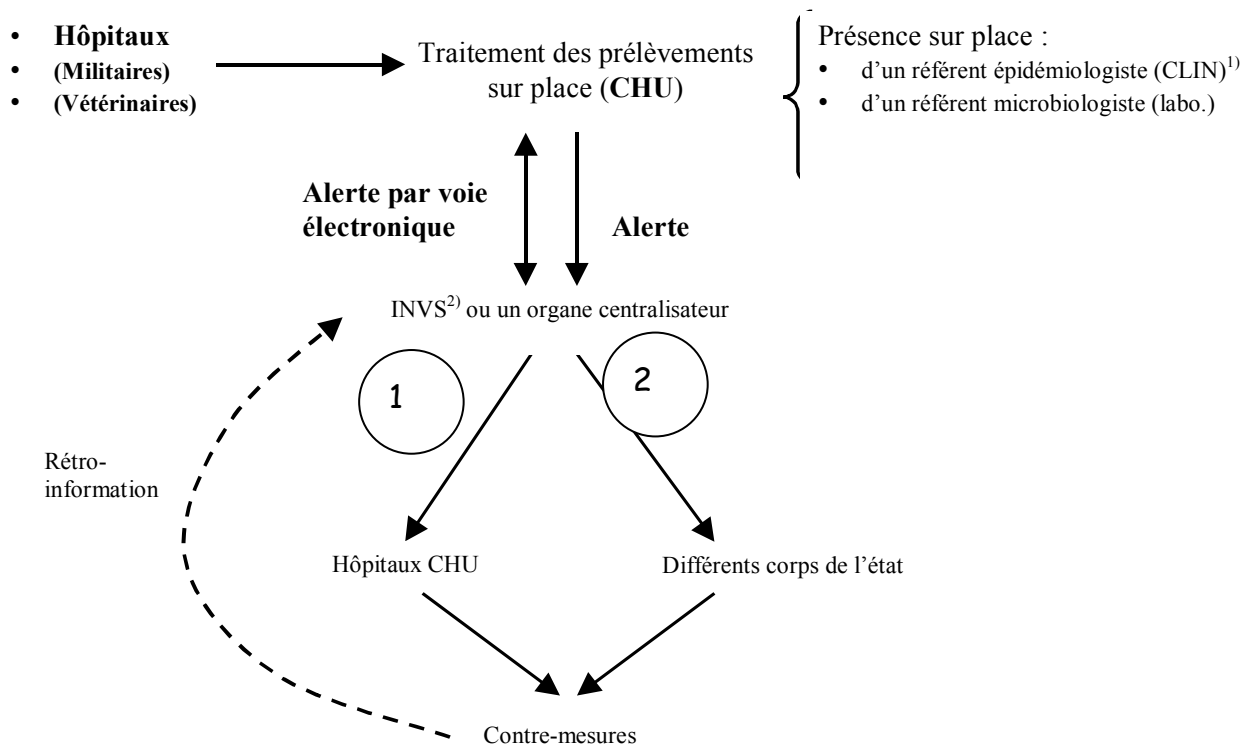 • Hôpitaux
• (Militaires)
• (Vétérinaires)
Traitement des prélèvements
sur place (CHU)
Présence sur place :
• d’un référent épidémiologiste (CLIN)1)
• d’un référent microbiologiste (labo.)
Alerte par voie
électronique
Alerte
INVS2) ou un organe centralisateur
1
2
Rétro-
information
Hôpitaux CHU
Différents corps de l’état
Contre-mesures